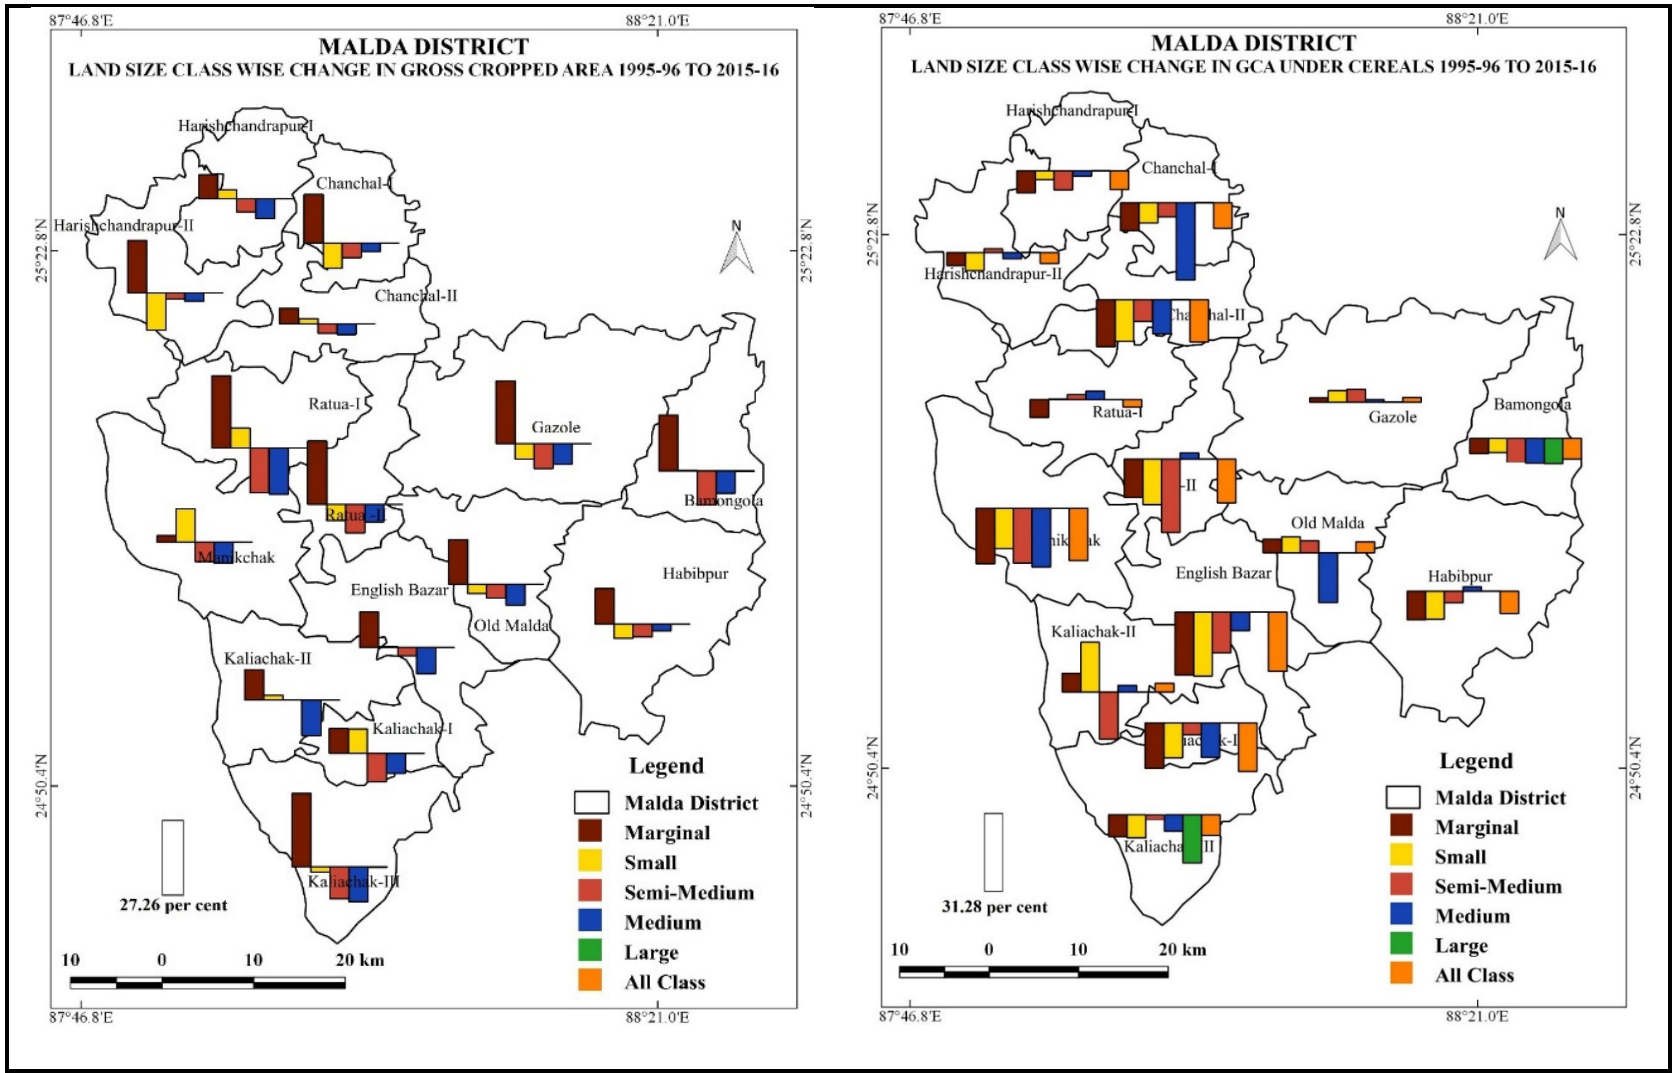 87°46.8'E
88°21.0'E
MALDA DISTRICT
LAND SIZE CLASS WISE CHANGE IN GROSS CROPPED AREA 1995-96 TO 2015-16
Harishchandrapur-I
Chanchal-I
Harishchandrapur-II
25°22.8'N
25°22.8'N
N
Chanchal-II
Ratua-I
Gazole
Bamongola
Ratua-II
Manikchak
Habibpur
English Bazar
Old Malda
Kaliachak-II
Kaliachak-I
24°50.4'N
24°50.4'N
Kaliachak-III
27.26 per cent
10 0 10 20 km
Legend
Malda District
Marginal
Small
Semi-Medium
Medium
Large
All Class
87°46.8'E
88°21.0'E
87°46.8'E
88°21.0'E
MALDA DISTRICT
LAND SIZE CLASS WISE CHANGE IN GCA UNDER CEREALS 1995-96 TO 2015-16
Harishchandrapur-I
Chanchal-I
25°22.8'N
25°22.8'N
N
Harishchandrapur-II
hal-II
Ratua-I
Gazole
Bamongola
-II
Old Malda
English Bazar
Habibpur
Kaliachak-II
k-I
24°50.4'N
24°50.4'N
Kaliacha II
31.28 per cent
10 0 10 20 km
Legend
Malda District
Marginal
Small
Semi-Medium
Medium
Large
All Class
87°46.8'E
88°21.0'E